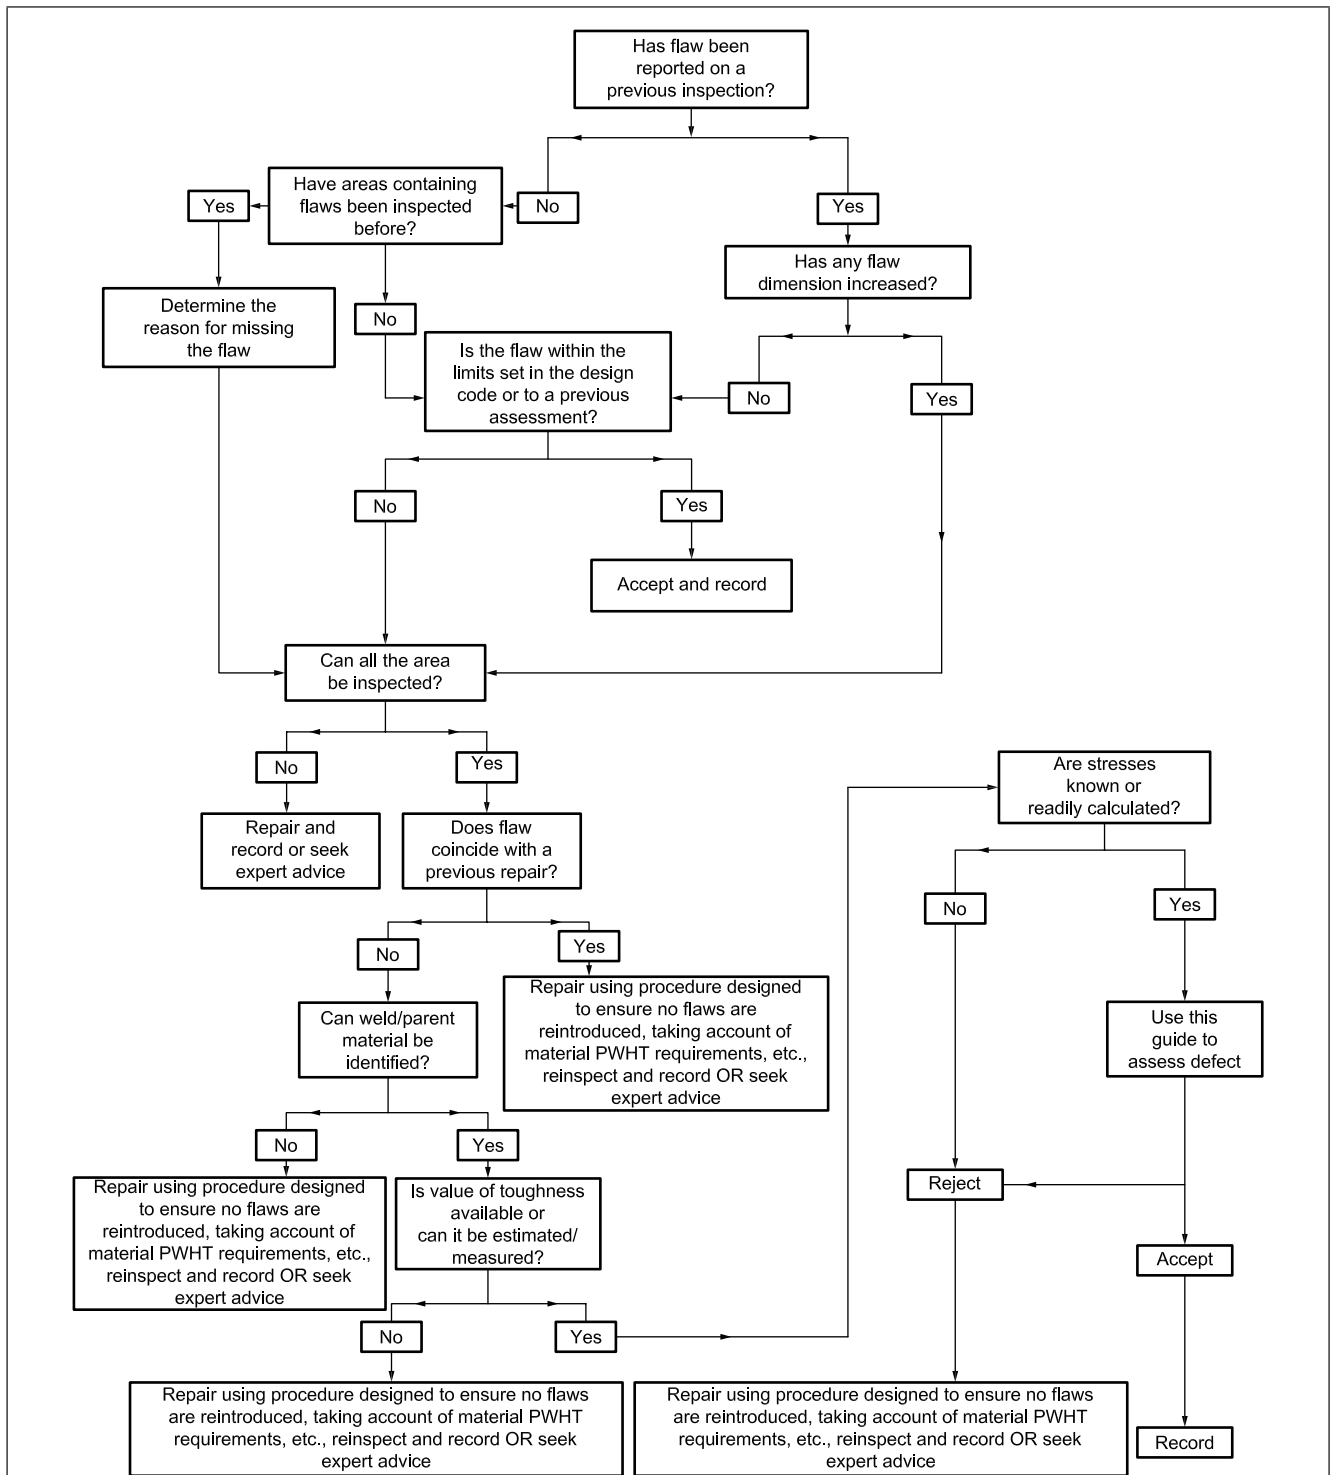 Has flaw been
reported on a
previous inspection?
Have areas containing
flaws been inspected
before?
Yes
No
Yes
Has any flaw
dimension increased?
Determine the
reason for missing
the flaw
No
Is the flaw within the
limits set in the design
code or to a previous
assessment?
No
Yes
No
Yes
Accept and record
Can all the area
be inspected?
No
Yes
Are stresses
known or
readily calculated?
Repair and
record or seek
expert advice
Does flaw
coincide with a
previous repair?
No
Yes
No
Yes
Can weld/parent
material be
identified?
Repair using procedure designed
to ensure no flaws are
reintroduced, taking account of
material PWHT requirements, etc.,
reinspect and record OR seek
expert advice
Use this
guide to
assess defect
No
Yes
Repair using procedure designed
to ensure no flaws are
reintroduced, taking account of
material PWHT requirements, etc.,
reinspect and record OR seek
expert advice
Is value of toughness
available or
can it be estimated/
measured?
Reject
Accept
No
Yes
Repair using procedure designed to ensure no flaws
are reintroduced, taking account of material PWHT
requirements, etc., reinspect and record OR seek
expert advice
Repair using procedure designed to ensure no flaws
are reintroduced, taking account of material PWHT
requirements, etc., reinspect and record OR seek
expert advice
Record